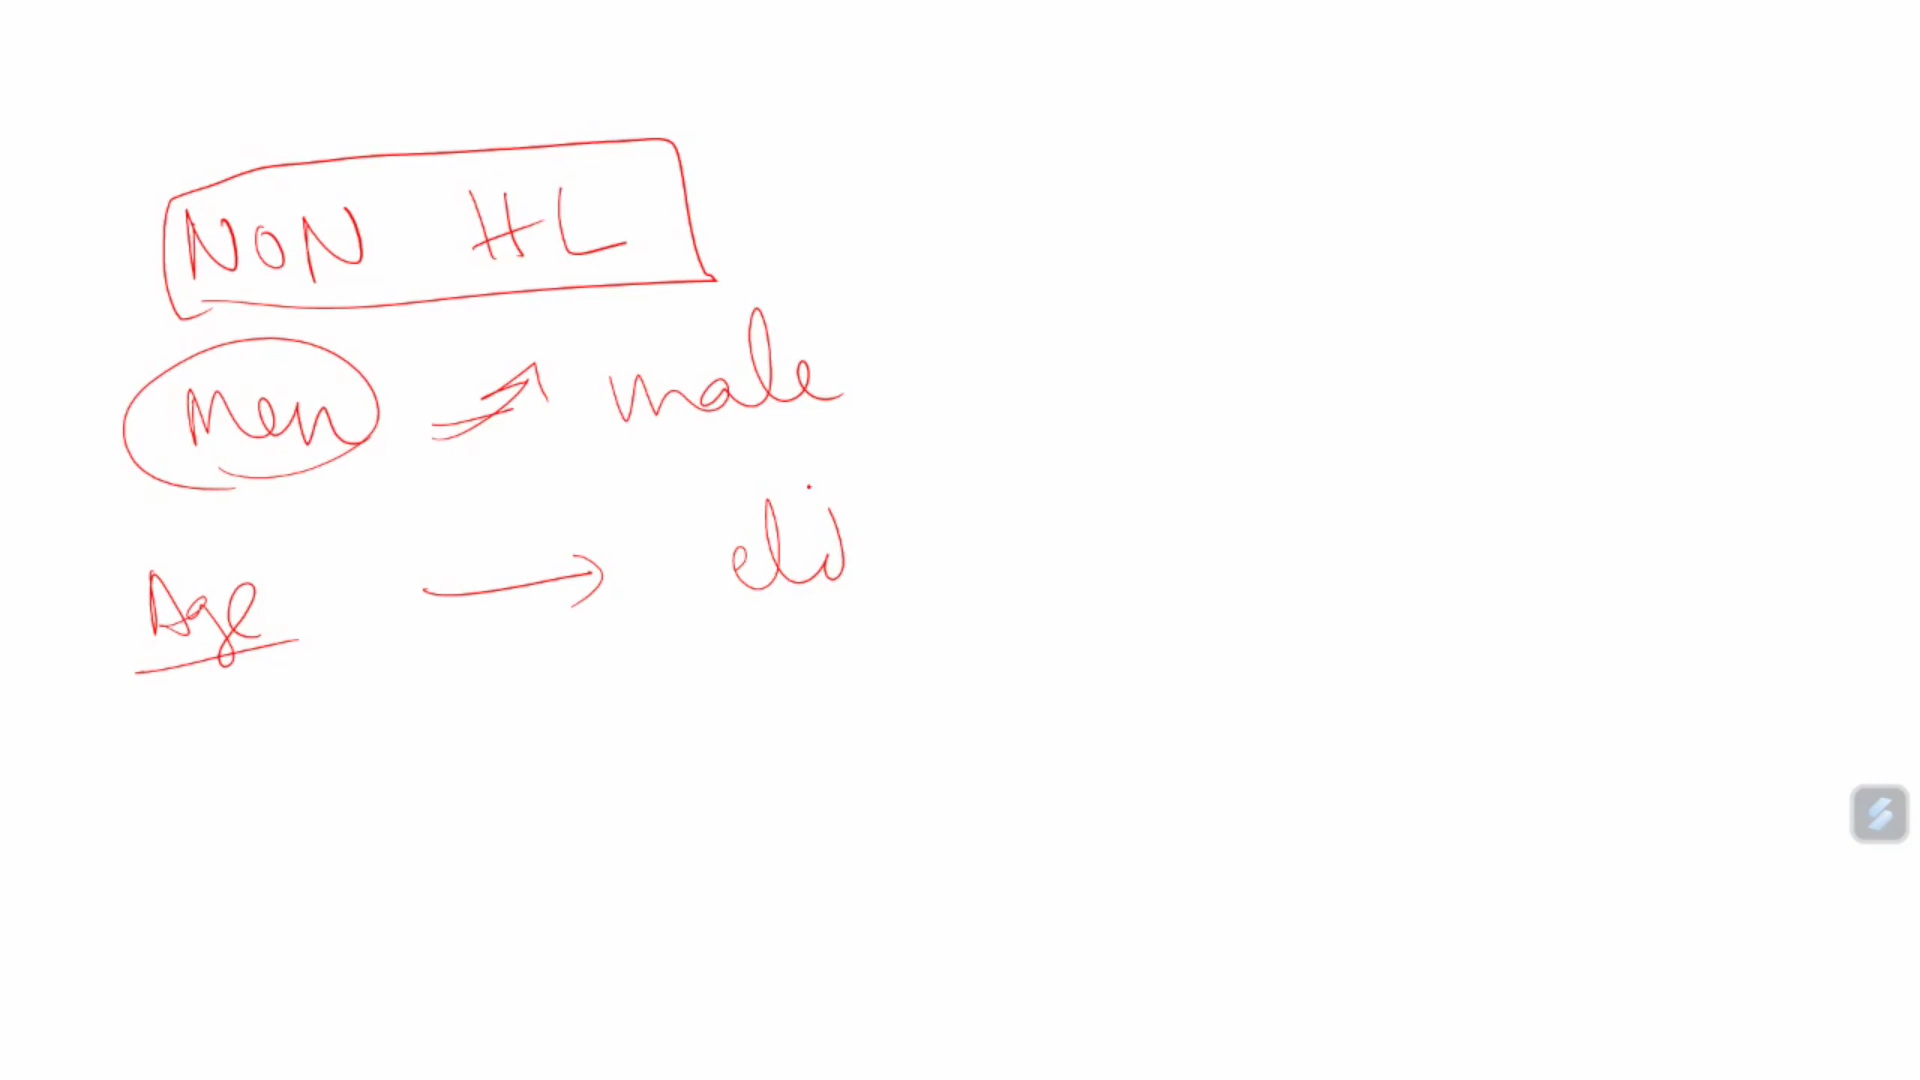 NON HL
Men → male
Age →